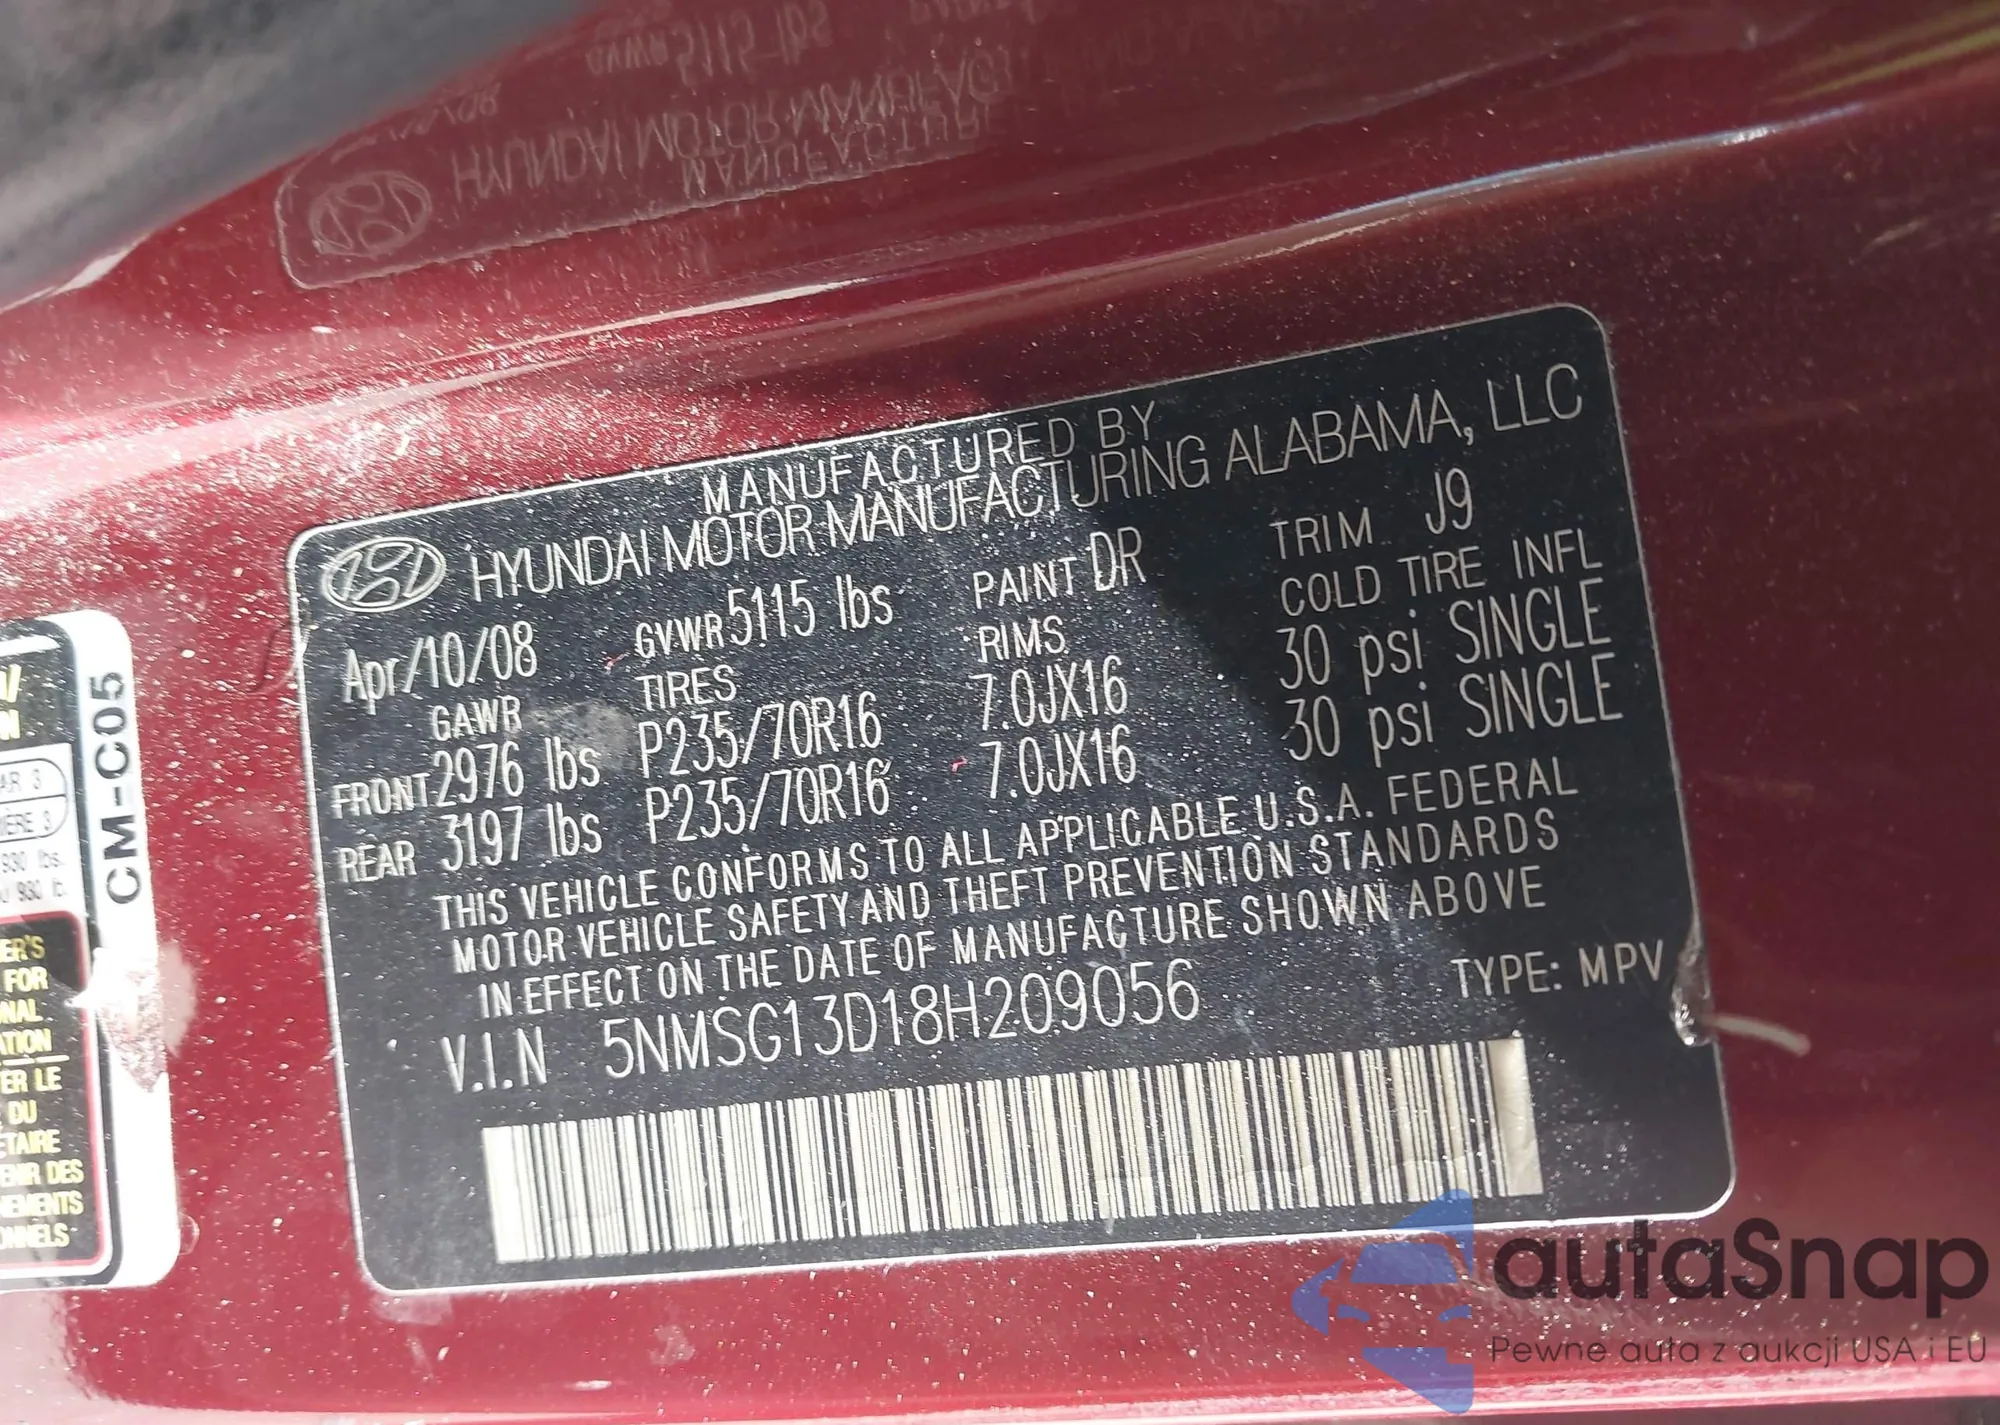 MANUFACTURED BY
HYUNDAI MOTOR MANUFACTURING ALABAMA, LLC
Apr/10/08 GVWR 5115 lbs PAINT DR TRIM J9
GAWR TIRES RIMS COLD TIRE INFL
FRONT 2976 lbs P235/70R16 7.0JX16 30 psi SINGLE
REAR 3197 lbs P235/70R16 7.0JX16 30 psi SINGLE
THIS VEHICLE CONFORMS TO ALL APPLICABLE U.S.A. FEDERAL
MOTOR VEHICLE SAFETY AND THEFT PREVENTION STANDARDS
IN EFFECT ON THE DATE OF MANUFACTURE SHOWN ABOVE
V.I.N 5NMSG13D18H209056 TYPE: MPV
CM-C05
FOR
ER LE
DU
autaSnap
Pewne auta z aukcji USA i EU